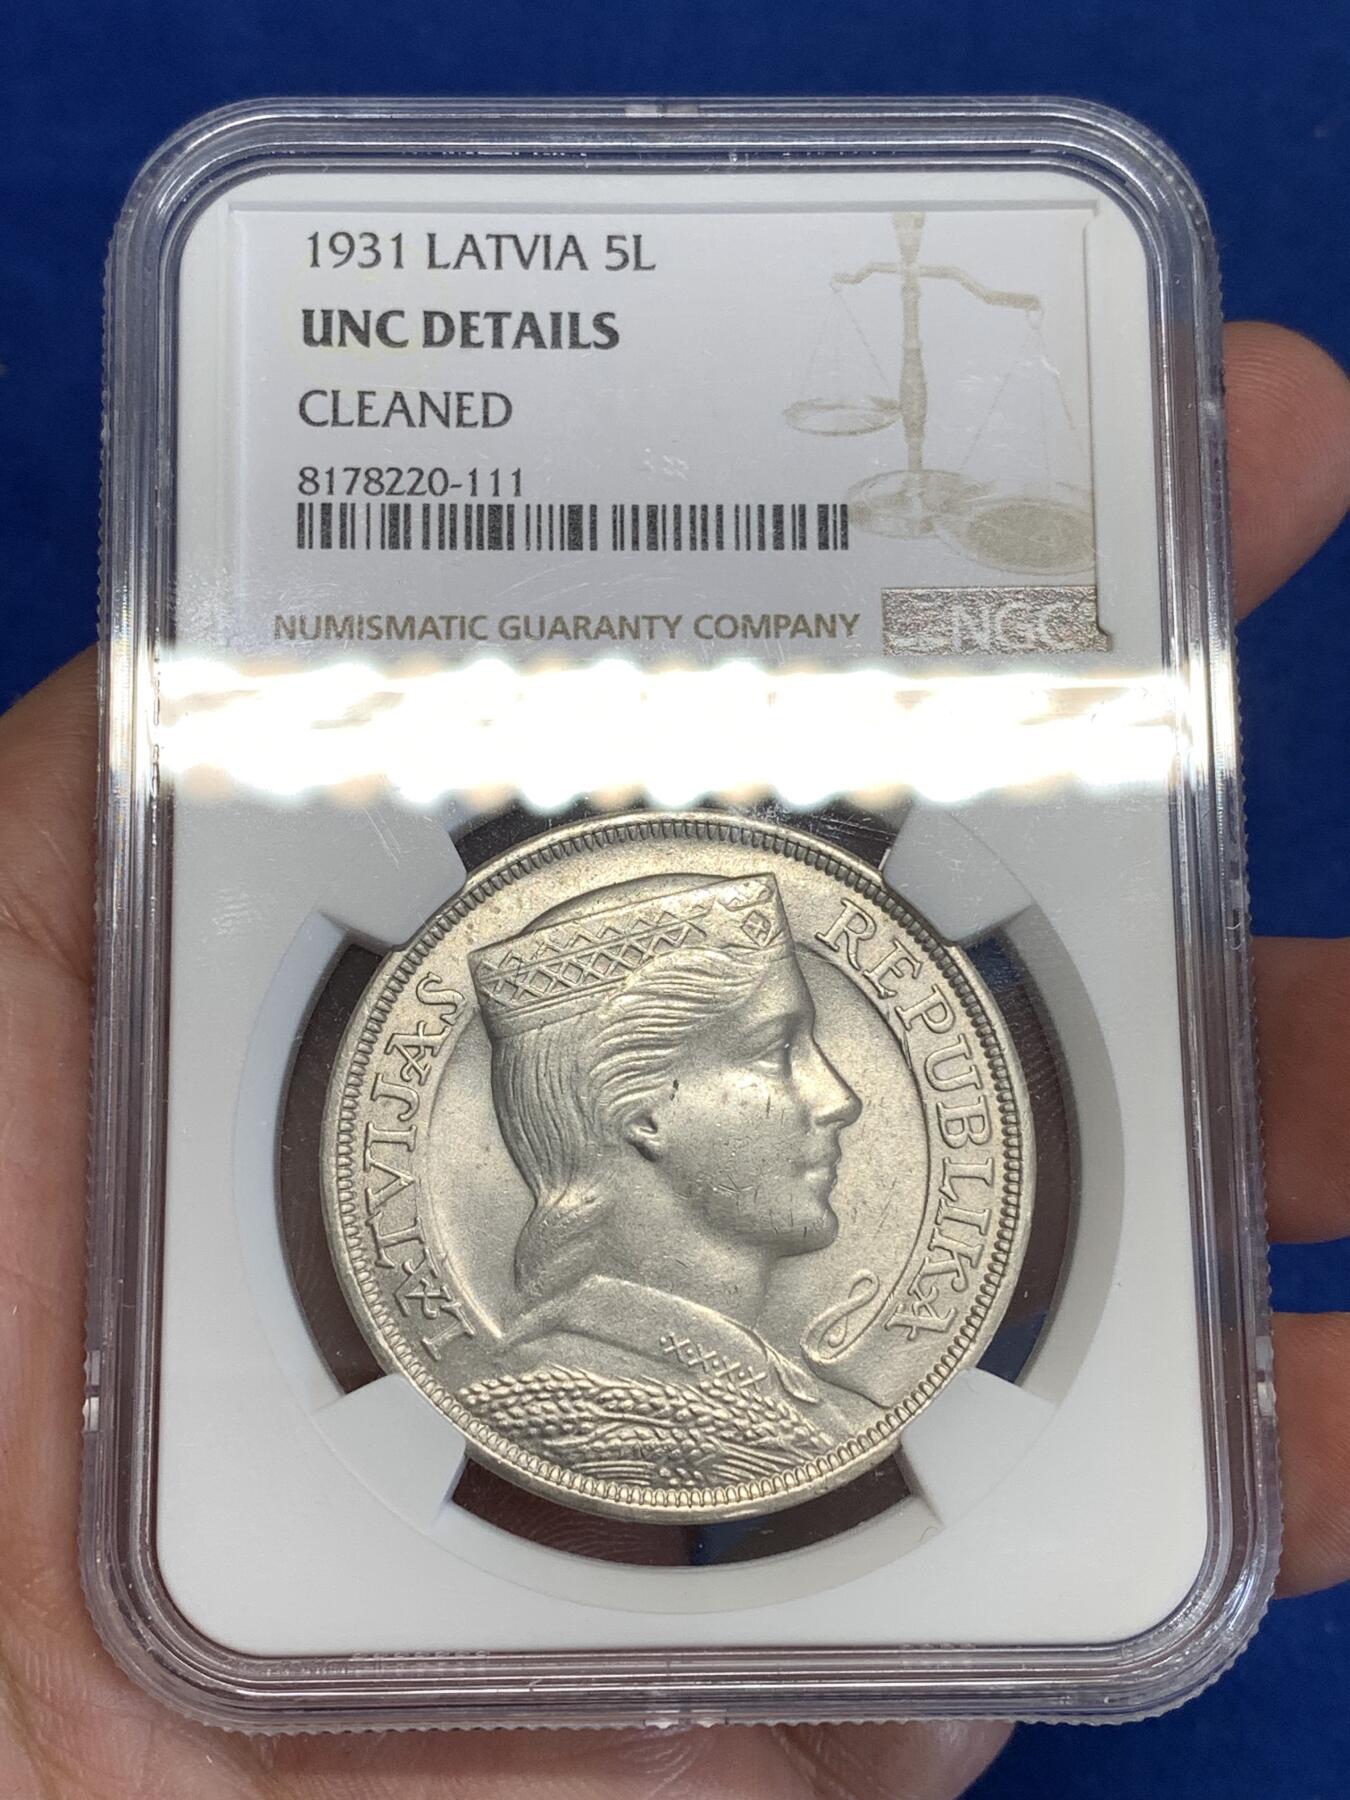 1931 LATVIA 5L
UNC DETAILS
CLEANED
8178220-111
NUMISMATIC GUARANTY COMPANY
NGC
LATVIJAS REPUBLIKA